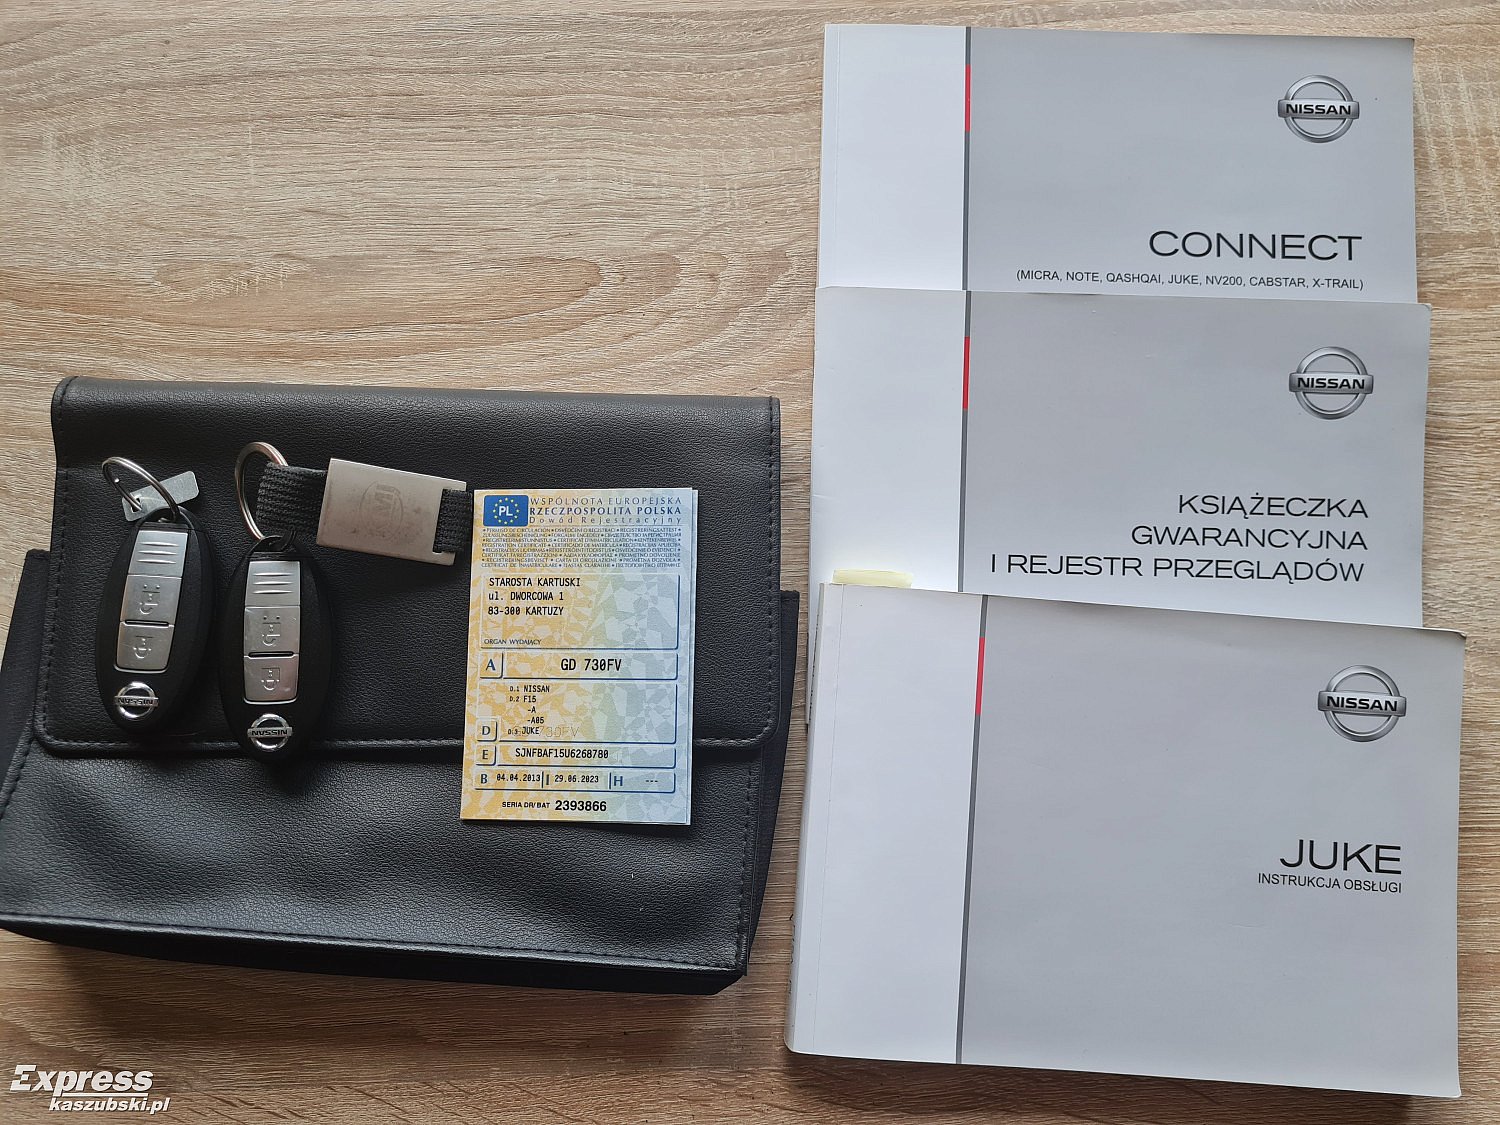 NISSAN
CONNECT
(MICRA, NOTE, QASHQAI, JUKE, NV200, CABSTAR, X-TRAIL)
NISSAN
KSIĄŻECZKA
GWARANCYJNA
I REJESTR PRZEGLĄDÓW
NISSAN
JUKE
INSTRUKCJA OBSŁUGI
NISSAN
NISSAN
PL
WSPÓLNOTA EUROPEJSKA
RZECZPOSPOLITA POLSKA
Dowód Rejestracyjny
STAROSTA KARTUSKI
ul. DWORCOWA 1
83-300 KARTUZY
ORGAN WYDAJĄCY
A GD 730FV
D.1 NISSAN
D.2 F15
-A
-A05
D D.3 JUKE
E SJNFBAF15U6268780
B 04.04.2013 I 29.06.2023 H ---
SERIA DR/BAT 2393866
Express
kaszubski.pl